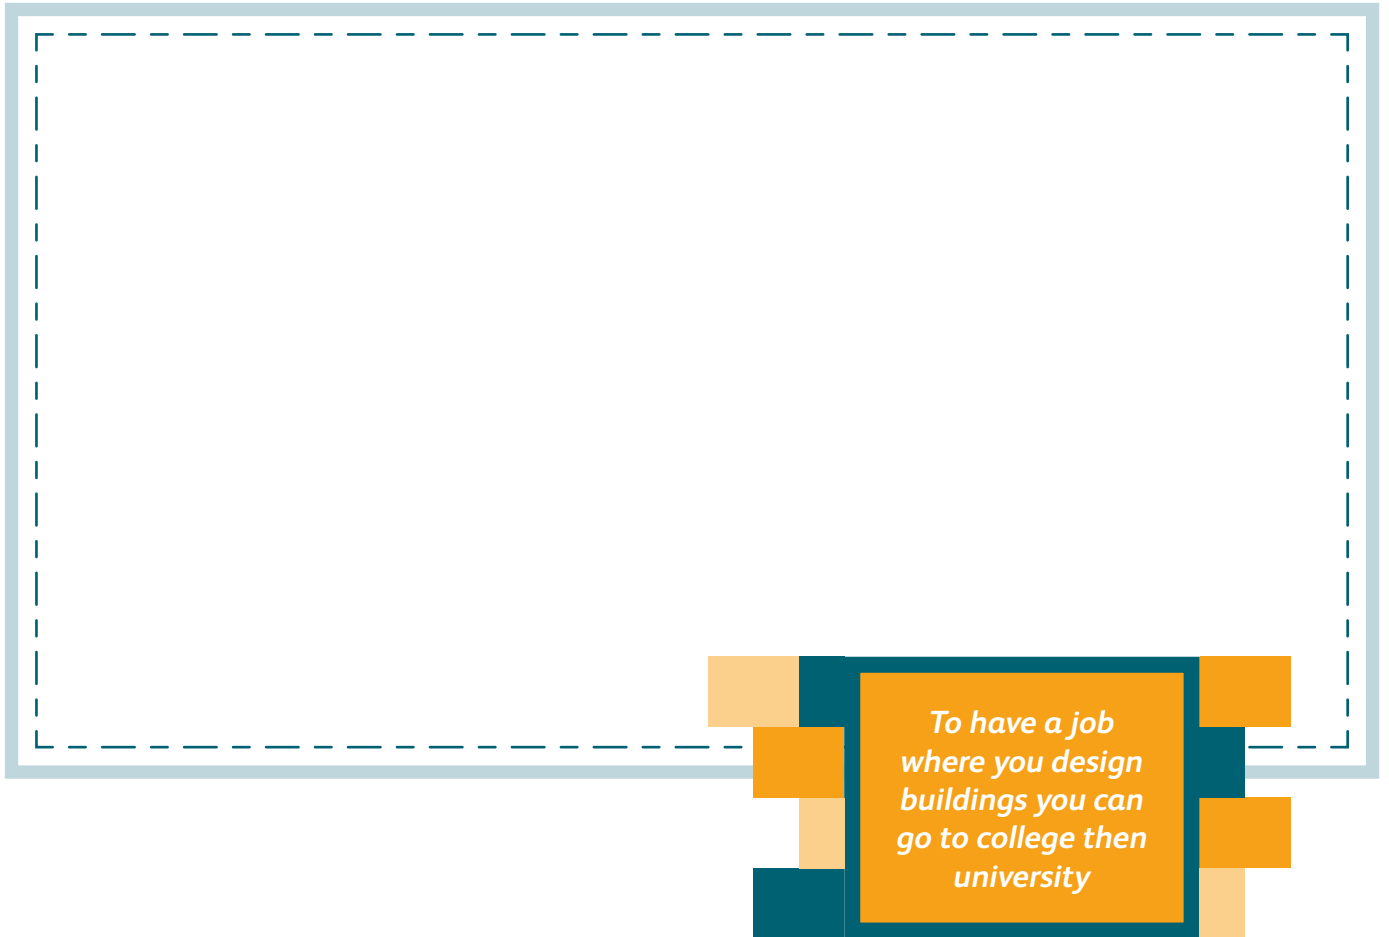 To have a job
where you design
buildings you can
go to college then
university